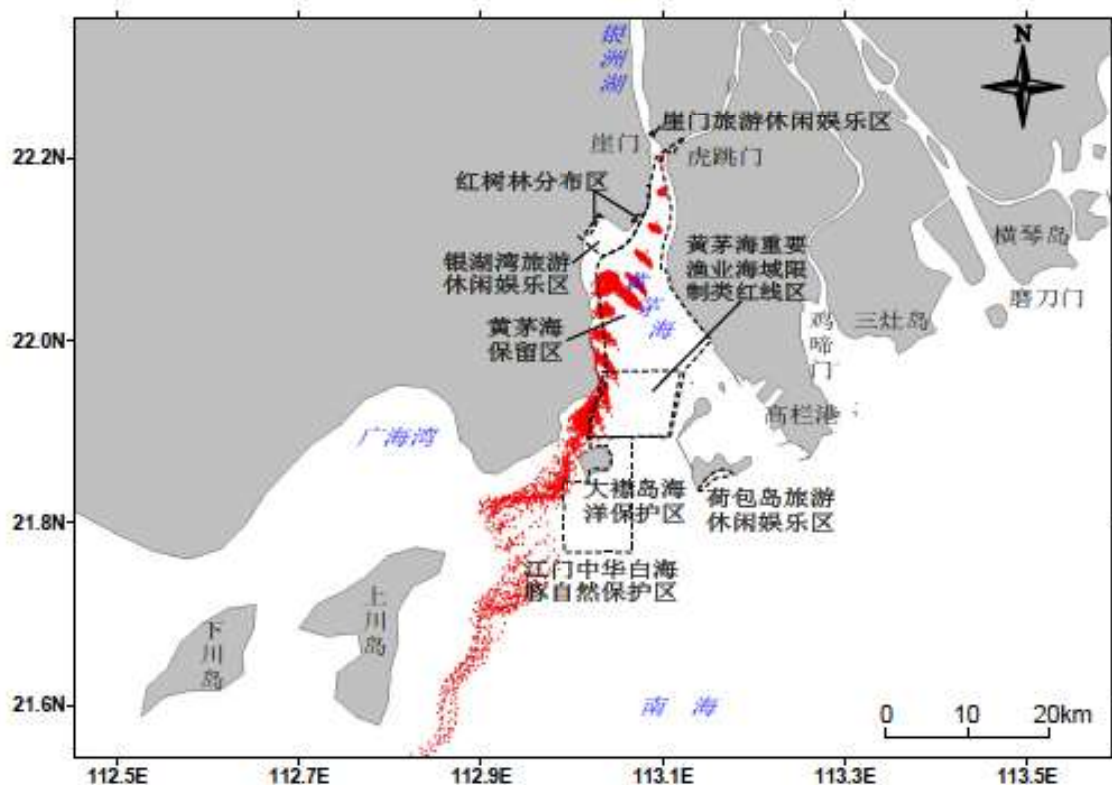 N
银
洲
湖
崖门旅游休闲娱乐区
崖门
虎跳门
22.2N
红树林分布区
黄茅海重要
渔业海域限
制类红线区
横琴岛
银湖湾旅游
休闲娱乐区
磨刀门
黄
茅
海
黄茅海
保留区
鸡
啼
门
三灶岛
22.0N
高栏港
广海湾
大襟岛海
洋保护区
荷包岛旅游
休闲娱乐区
21.8N
江门中华白海
豚自然保护区
上
川
岛
下
川
岛
21.6N
南 海
0 10 20km
112.5E 112.7E 112.9E 113.1E 113.3E 113.5E